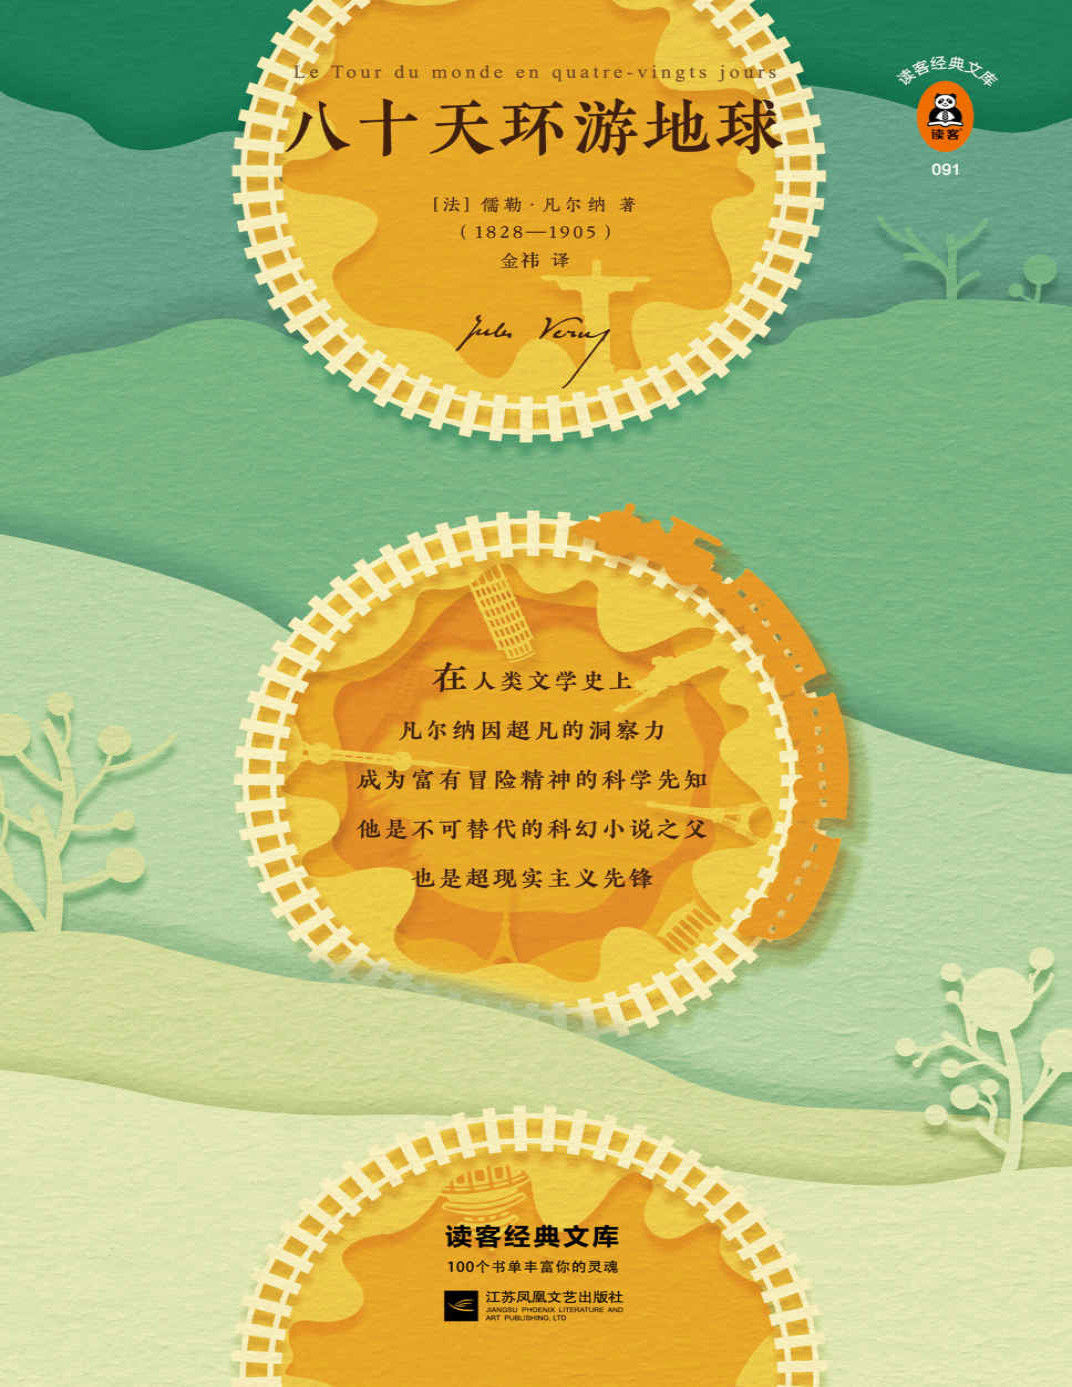 Le Tour du monde en quatre-vingts jours
八十天环游地球
读客经典文库
读客
091
[法] 儒勒·凡尔纳 著
（1828—1905）
金祎 译
Jules Verne
在人类文学史上
凡尔纳因超凡的洞察力
成为富有冒险精神的科学先知
他是不可替代的科幻小说之父
也是超现实主义先锋
读客经典文库
100个书单丰富你的灵魂
江苏凤凰文艺出版社
JIANGSU PHOENIX LITERATURE AND
ART PUBLISHING, LTD